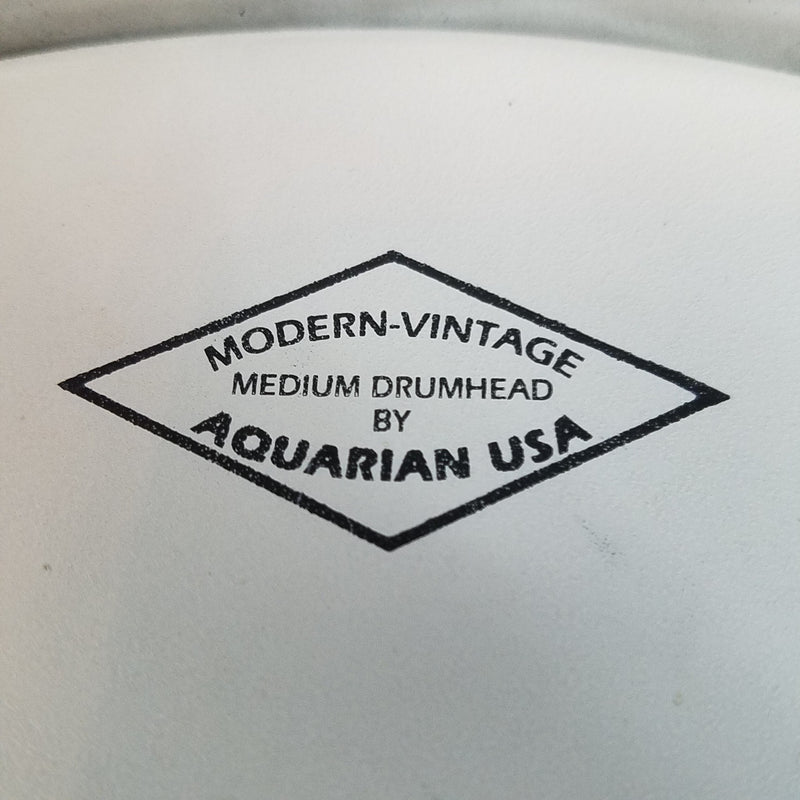 MODERN-VINTAGE
MEDIUM DRUMHEAD
BY
AQUARIAN USA